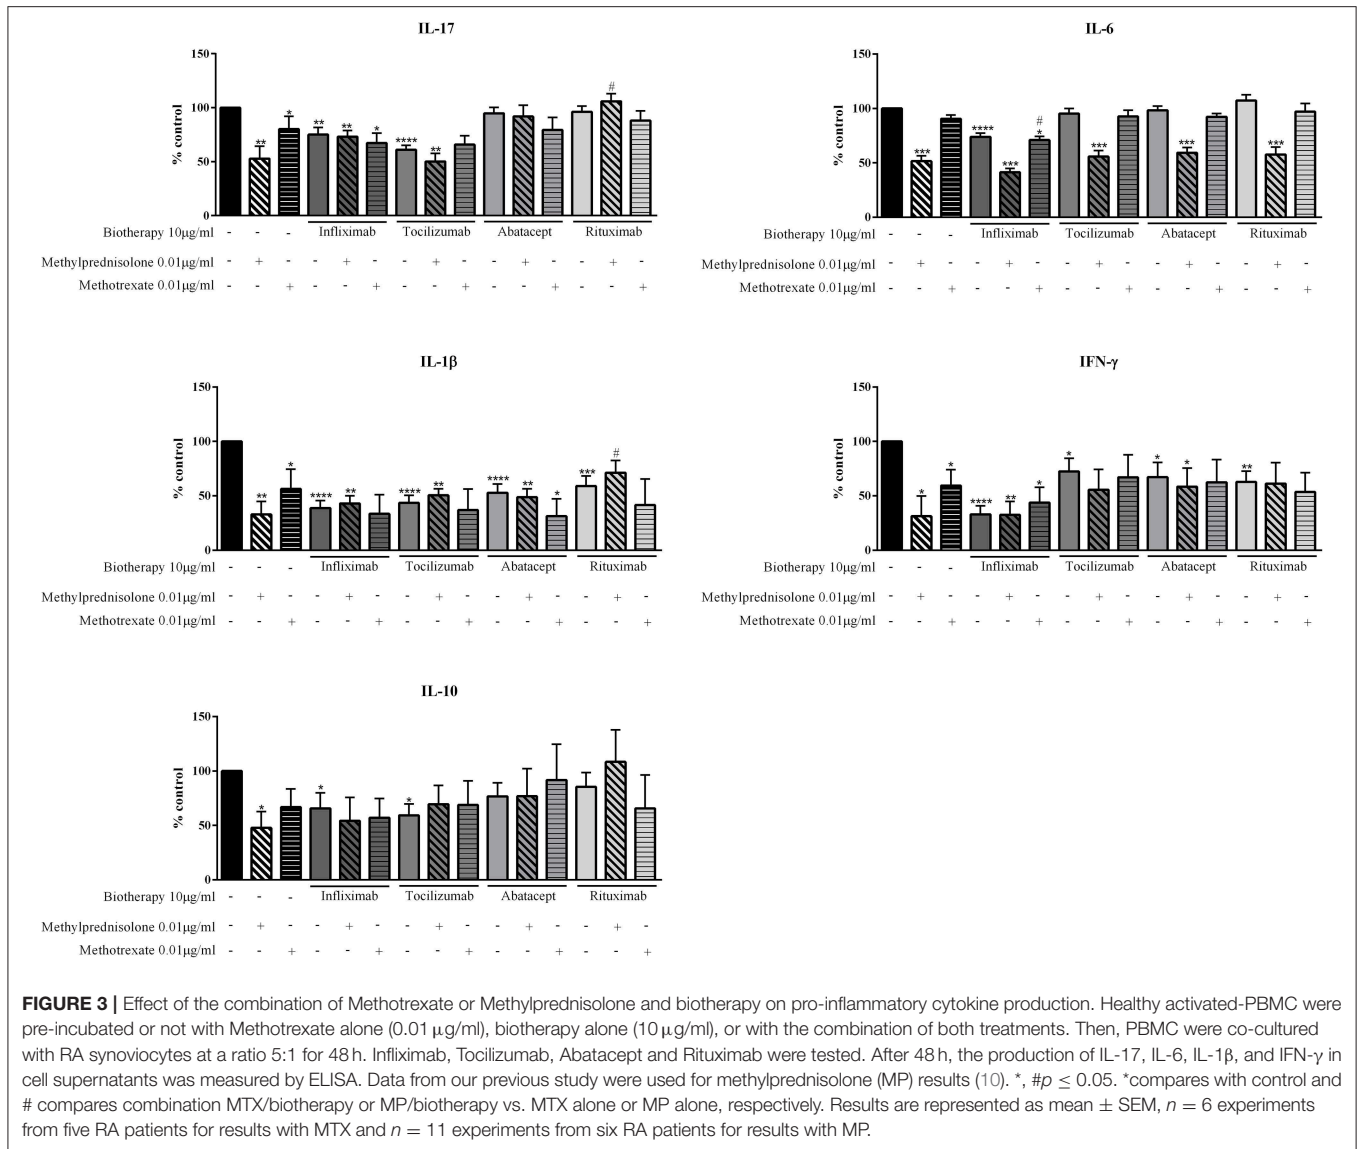 IL-17
150
100
50
0
% control
** * ** ** * **** ** #
Biotherapy 10µg/ml - - - Infliximab Tocilizumab Abatacept Rituximab
Methylprednisolone 0.01µg/ml - + - - + - - + - - + - - + -
Methotrexate 0.01µg/ml - - + - - + - - + - - + - - +
IL-6
150
100
50
0
% control
*** **** *** # * *** *** ***
Biotherapy 10µg/ml - - - Infliximab Tocilizumab Abatacept Rituximab
Methylprednisolone 0.01µg/ml - + - - + - - + - - + - - + -
Methotrexate 0.01µg/ml - - + - - + - - + - - + - - +
IL-1β
150
100
50
0
% control
** * **** ** **** ** **** ** * *** #
Biotherapy 10µg/ml - - - Infliximab Tocilizumab Abatacept Rituximab
Methylprednisolone 0.01µg/ml - + - - + - - + - - + - - + -
Methotrexate 0.01µg/ml - - + - - + - - + - - + - - +
IFN-γ
150
100
50
0
% control
* * **** ** * * * * **
Biotherapy 10µg/ml - - - Infliximab Tocilizumab Abatacept Rituximab
Methylprednisolone 0.01µg/ml - + - - + - - + - - + - - + -
Methotrexate 0.01µg/ml - - + - - + - - + - - + - - +
IL-10
150
100
50
0
% control
* * *
Biotherapy 10µg/ml - - - Infliximab Tocilizumab Abatacept Rituximab
Methylprednisolone 0.01µg/ml - + - - + - - + - - + - - + -
Methotrexate 0.01µg/ml - - + - - + - - + - - + - - +
FIGURE 3 | Effect of the combination of Methotrexate or Methylprednisolone and biotherapy on pro-inflammatory cytokine production. Healthy activated-PBMC were
pre-incubated or not with Methotrexate alone (0.01 µg/ml), biotherapy alone (10 µg/ml), or with the combination of both treatments. Then, PBMC were co-cultured
with RA synoviocytes at a ratio 5:1 for 48 h. Infliximab, Tocilizumab, Abatacept and Rituximab were tested. After 48 h, the production of IL-17, IL-6, IL-1β, and IFN-γ in
cell supernatants was measured by ELISA. Data from our previous study were used for methylprednisolone (MP) results (10). *, #p ≤ 0.05. *compares with control and
# compares combination MTX/biotherapy or MP/biotherapy vs. MTX alone or MP alone, respectively. Results are represented as mean ± SEM, n = 6 experiments
from five RA patients for results with MTX and n = 11 experiments from six RA patients for results with MP.